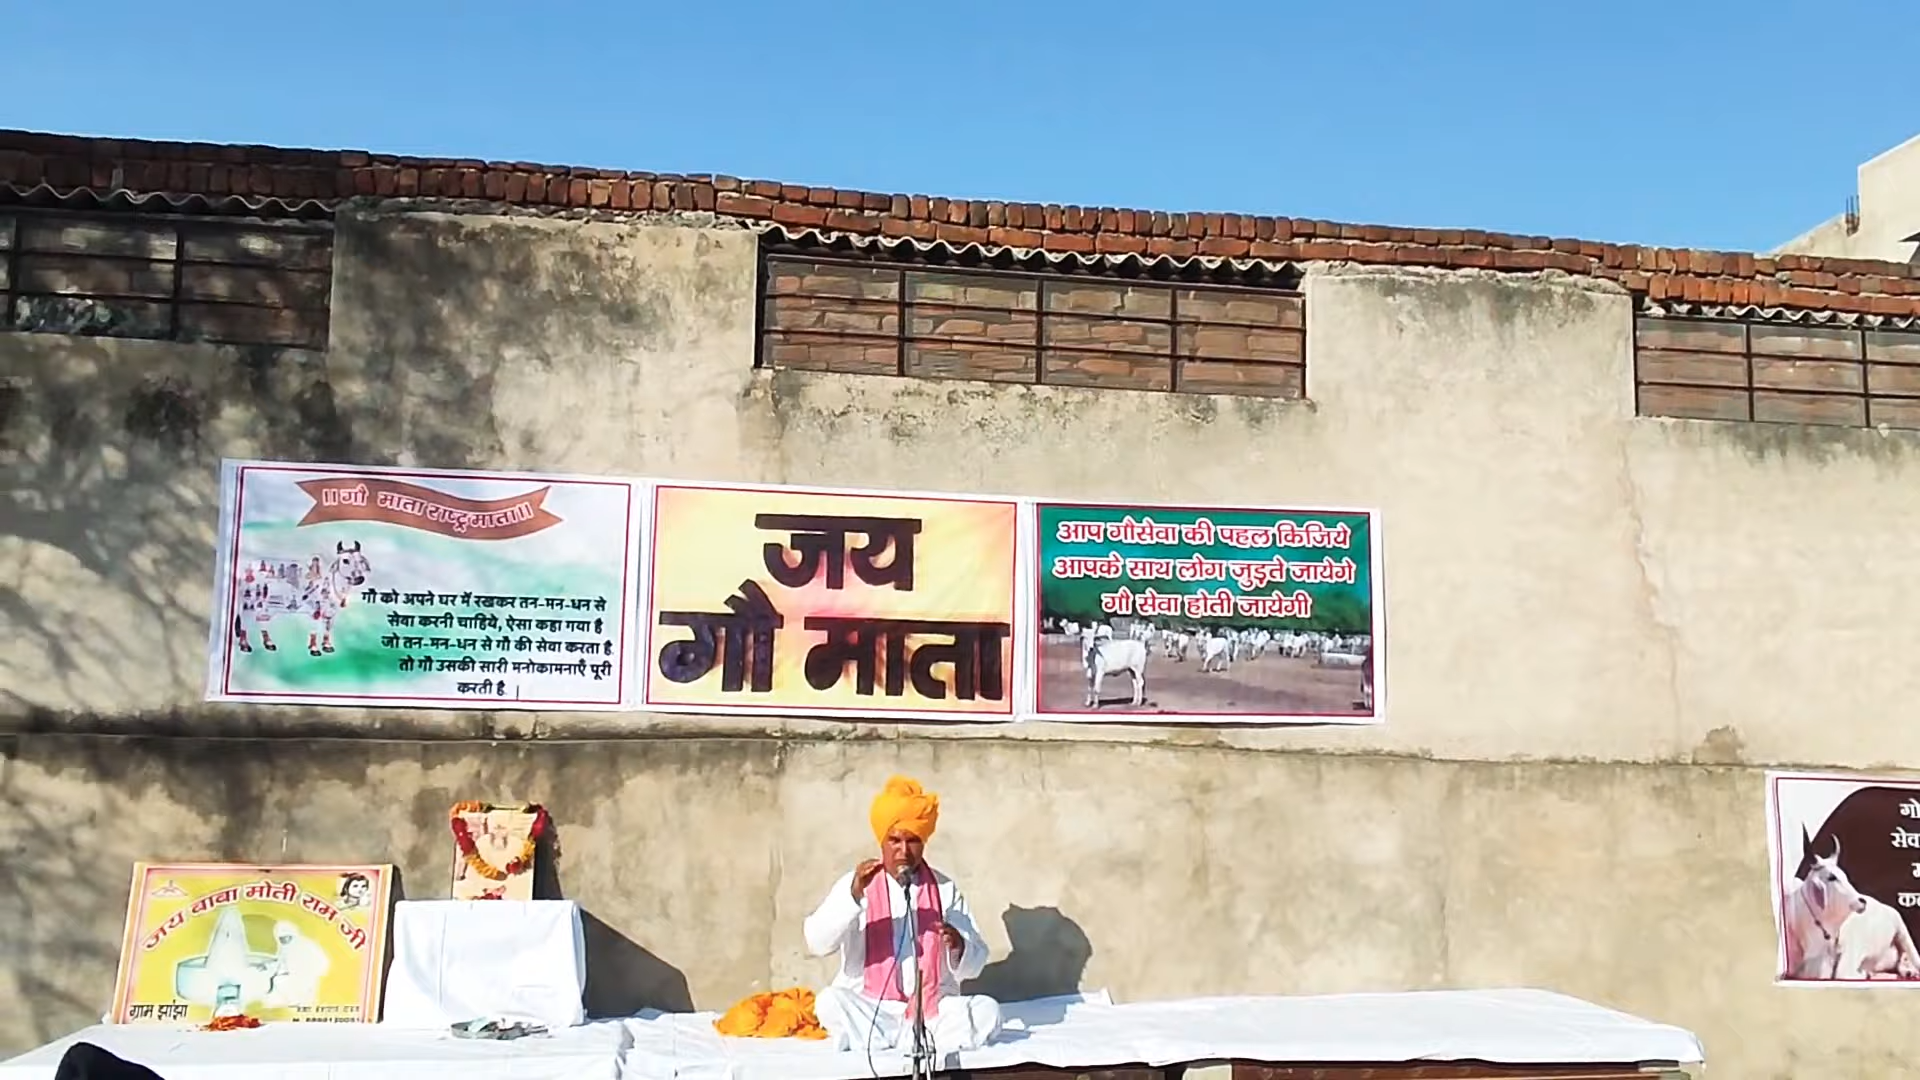 ॥गौ माता राष्ट्रमाता॥
गौ को अपने घर में रखकर तन-मन-धन से
सेवा करनी चाहिये, ऐसा कहा गया है
जो तन-मन-धन से गौ की सेवा करता है
तो गौ उसकी सारी मनोकामनाएँ पूरी
करती है
जय
गौ माता
आप गौसेवा की पहल किजिये
आपके साथ लोग जुड़ते जायेगे
गौ सेवा होती जायेगी
जय बाबा मोती राम जी
ग्राम झांझा